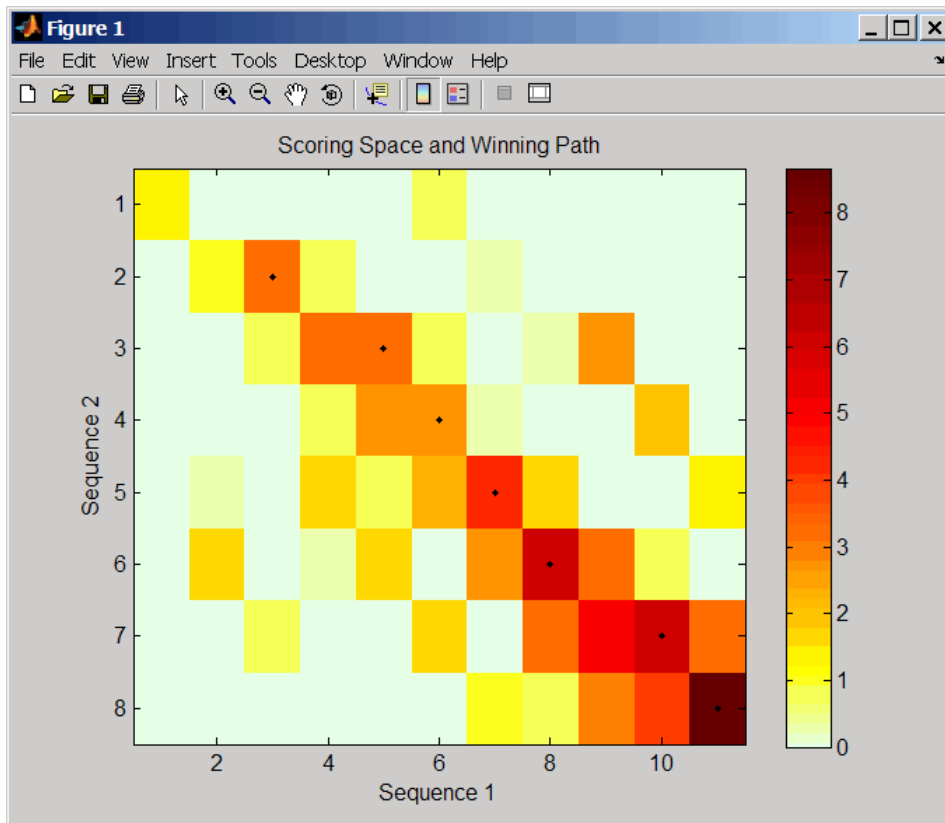 Figure 1
File Edit View Insert Tools Desktop Window Help
Scoring Space and Winning Path
1
2
3
4
5
6
7
8
Sequence 2
2 4 6 8 10
Sequence 1
8
7
6
5
4
3
2
1
0